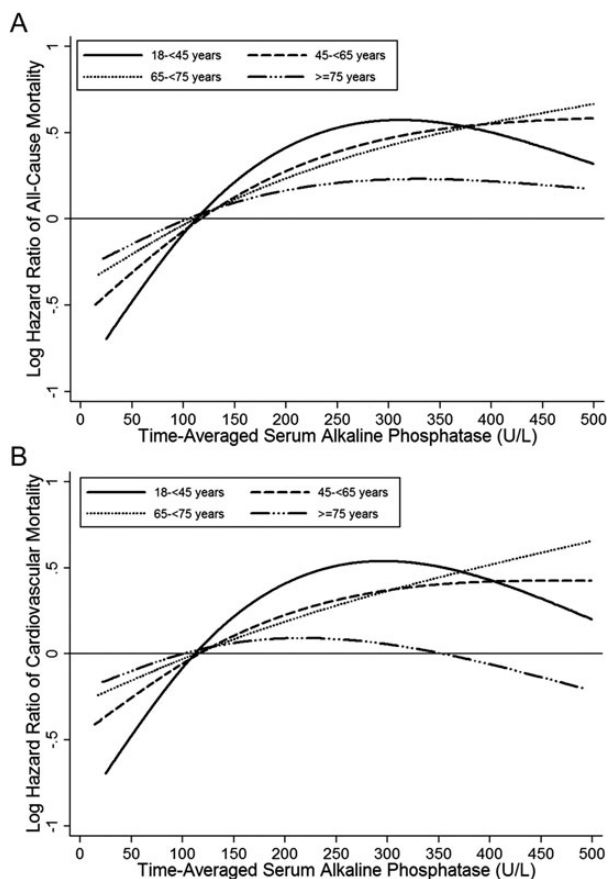 A
18-<45 years
45-<65 years
65-<75 years
>=75 years
Log Hazard Ratio of All-Cause Mortality
1
.5
0
-.5
-1
0 50 100 150 200 250 300 350 400 450 500
Time-Averaged Serum Alkaline Phosphatase (U/L)
B
18-<45 years
45-<65 years
65-<75 years
>=75 years
Log Hazard Ratio of Cardiovascular Mortality
1
.5
0
-.5
-1
0 50 100 150 200 250 300 350 400 450 500
Time-Averaged Serum Alkaline Phosphatase (U/L)